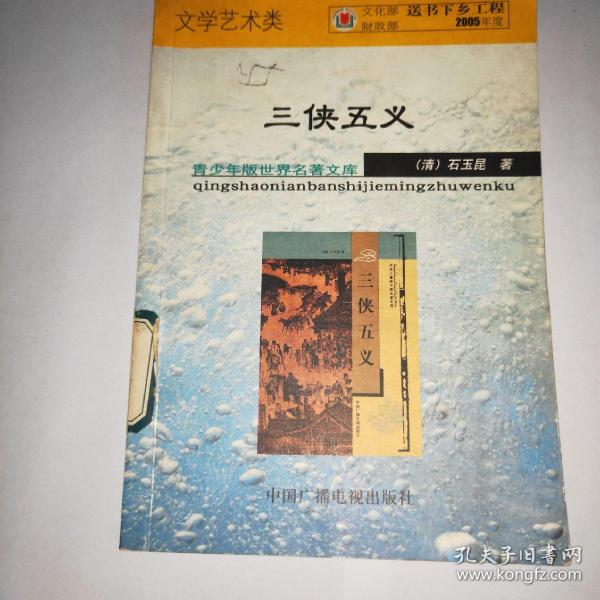 文学艺术类
文化部 送书下乡工程
财政部 2005年度
三侠五义
青少年版世界名著文库
(清) 石玉昆 著
qingshaonianbanshijiemingzhuwenku
三侠五义
中国广播电视出版社
孔夫子旧书网
www.kongfz.com